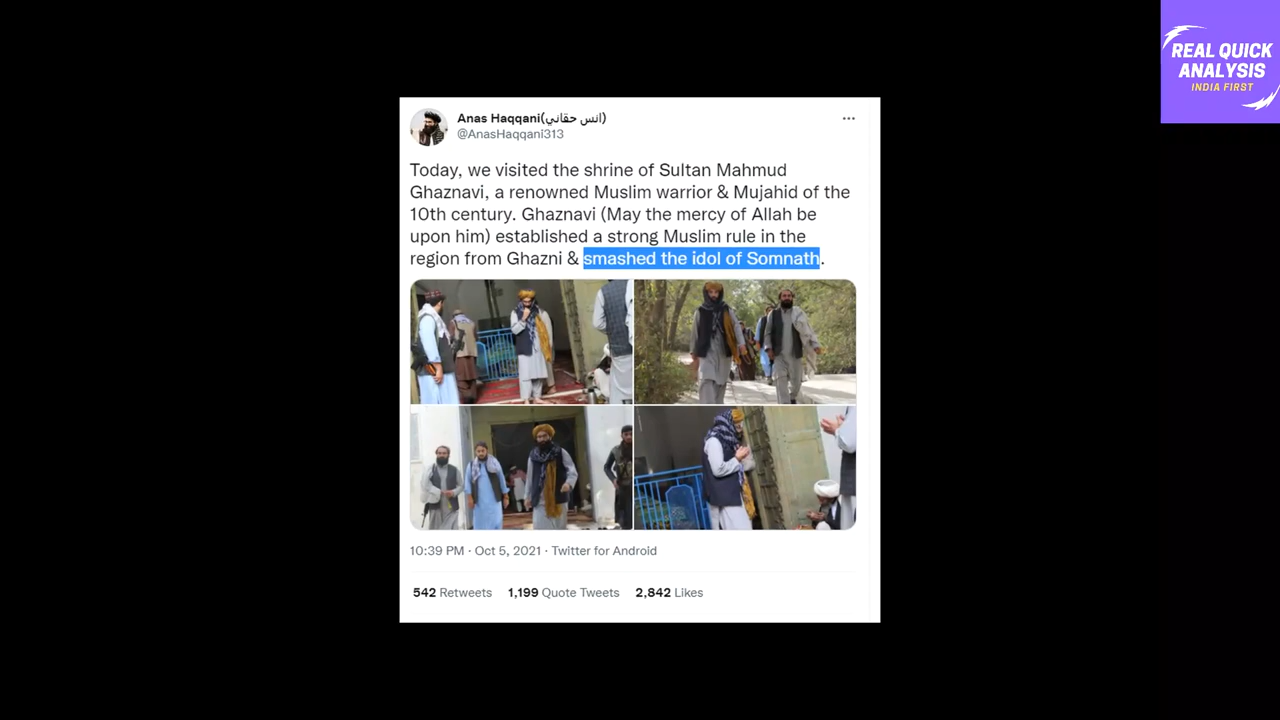 REAL QUICK
ANALYSIS
INDIA FIRST
Anas Haqqani(انس حقاني)
@AnasHaqqani313
Today, we visited the shrine of Sultan Mahmud
Ghaznavi, a renowned Muslim warrior & Mujahid of the
10th century. Ghaznavi (May the mercy of Allah be
upon him) established a strong Muslim rule in the
region from Ghazni & smashed the idol of Somnath.
10:39 PM · Oct 5, 2021 · Twitter for Android
542 Retweets 1,199 Quote Tweets 2,842 Likes